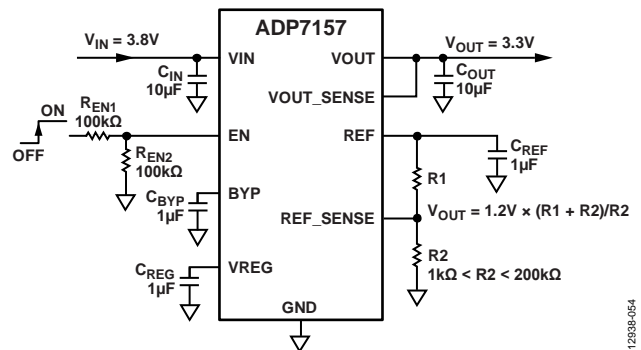 ADP7157
V_IN = 3.8V
VIN
VOUT
V_OUT = 3.3V
C_IN
10µF
C_OUT
10µF
VOUT_SENSE
ON
OFF
R_EN1
100kΩ
EN
REF
R_EN2
100kΩ
C_REF
1µF
R1
C_BYP
1µF
BYP
REF_SENSE
V_OUT = 1.2V × (R1 + R2)/R2
R2
1kΩ < R2 < 200kΩ
C_REG
1µF
VREG
GND
12938-054